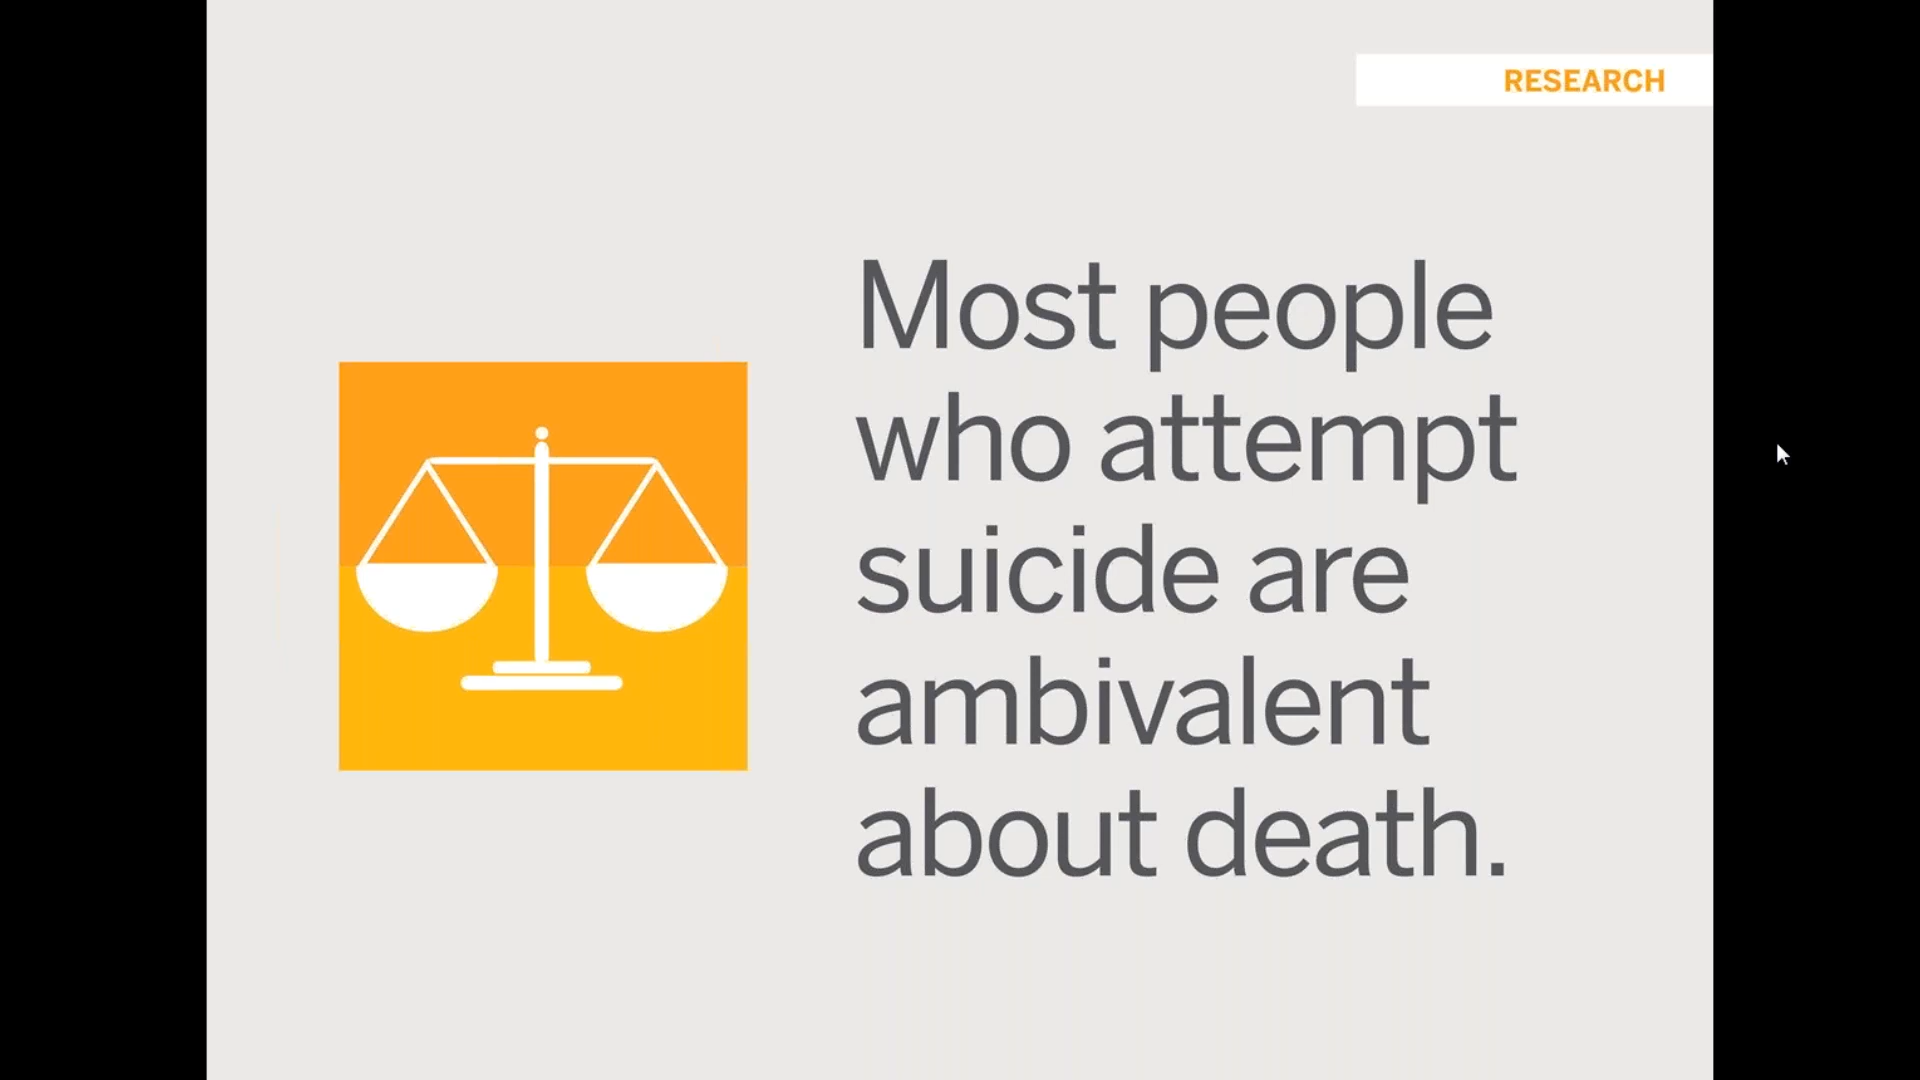 RESEARCH
Most people
who attempt
suicide are
ambivalent
about death.